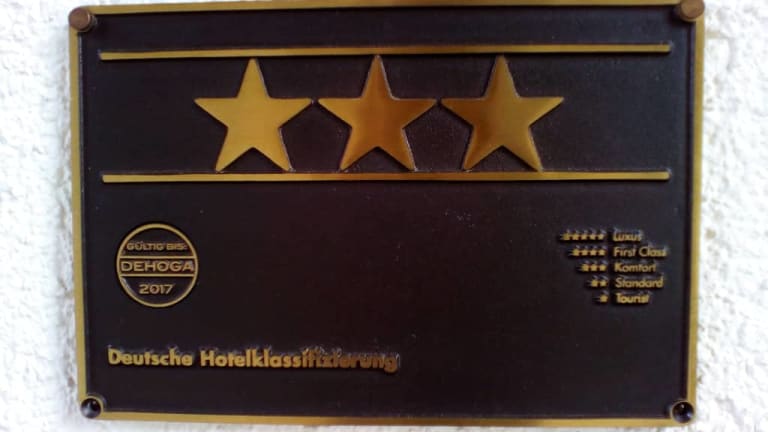 GÜLTIG BIS:
DEHOGA
2017
***** Luxus
**** First Class
*** Komfort
** Standard
* Tourist
Deutsche Hotelklassifizierung